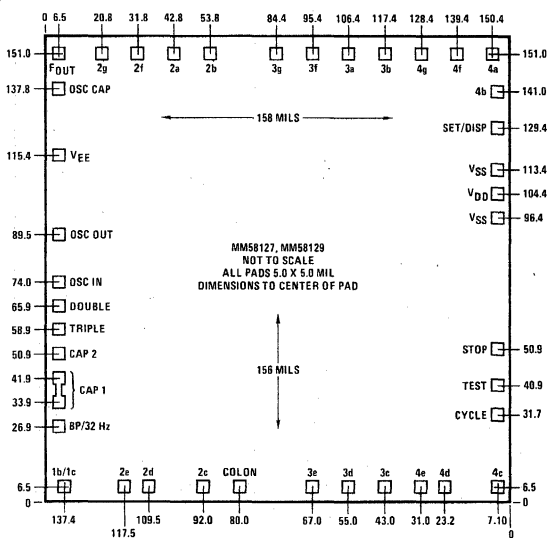 0 6.5 20.8 31.8 42.8 53.8 84.4 95.4 106.4 117.4 128.4 139.4 150.4
151.0 151.0
FOUT 2g 2f 2a 2b 3g 3f 3a 3b 4g 4f 4a
137.8 OSC CAP 4b 141.0
158 MILS
SET/DISP 129.4
115.4 VEE VSS 113.4
VDD 104.4
VSS 96.4
89.5 OSC OUT
MM58127, MM58129
NOT TO SCALE
ALL PADS 5.0 X 5.0 MIL
DIMENSIONS TO CENTER OF PAD
74.0 OSC IN
65.9 DOUBLE
58.9 TRIPLE
50.9 CAP 2 STOP 50.9
156 MILS
41.9 CAP 1 TEST 40.9
33.9 CYCLE 31.7
26.9 BP/32 Hz
1b/1c 2e 2d 2c COLON 3e 3d 3c 4e 4d 4c
6.5 6.5
0 0
137.4 117.5 109.5 92.0 80.0 67.0 55.0 43.0 31.0 23.2 7.10
0